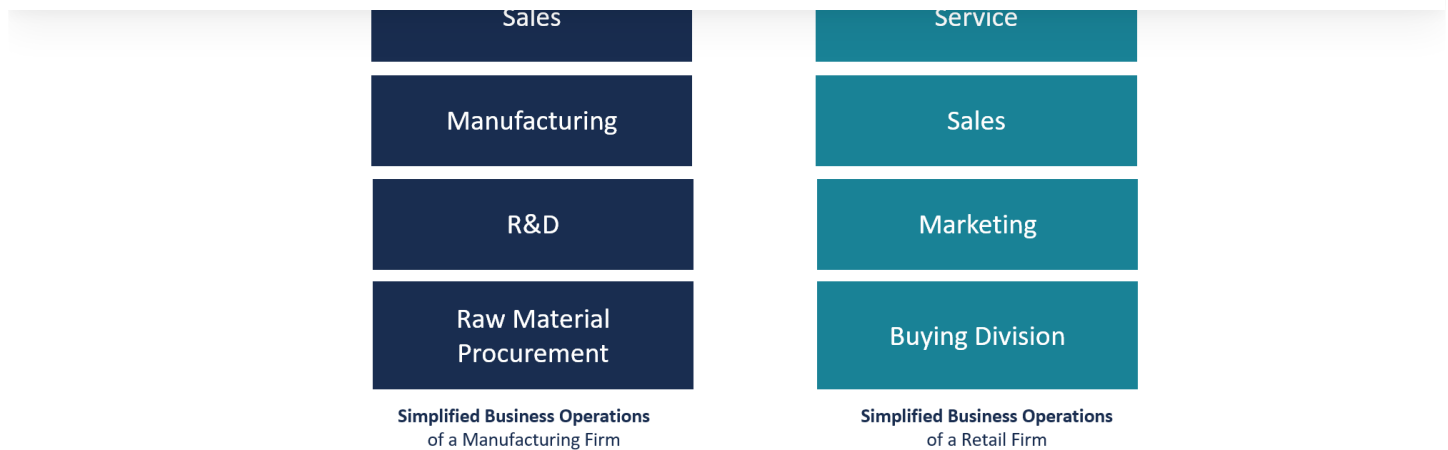 Sales
Manufacturing
R&D
Raw Material
Procurement
Simplified Business Operations
of a Manufacturing Firm
Service
Sales
Marketing
Buying Division
Simplified Business Operations
of a Retail Firm